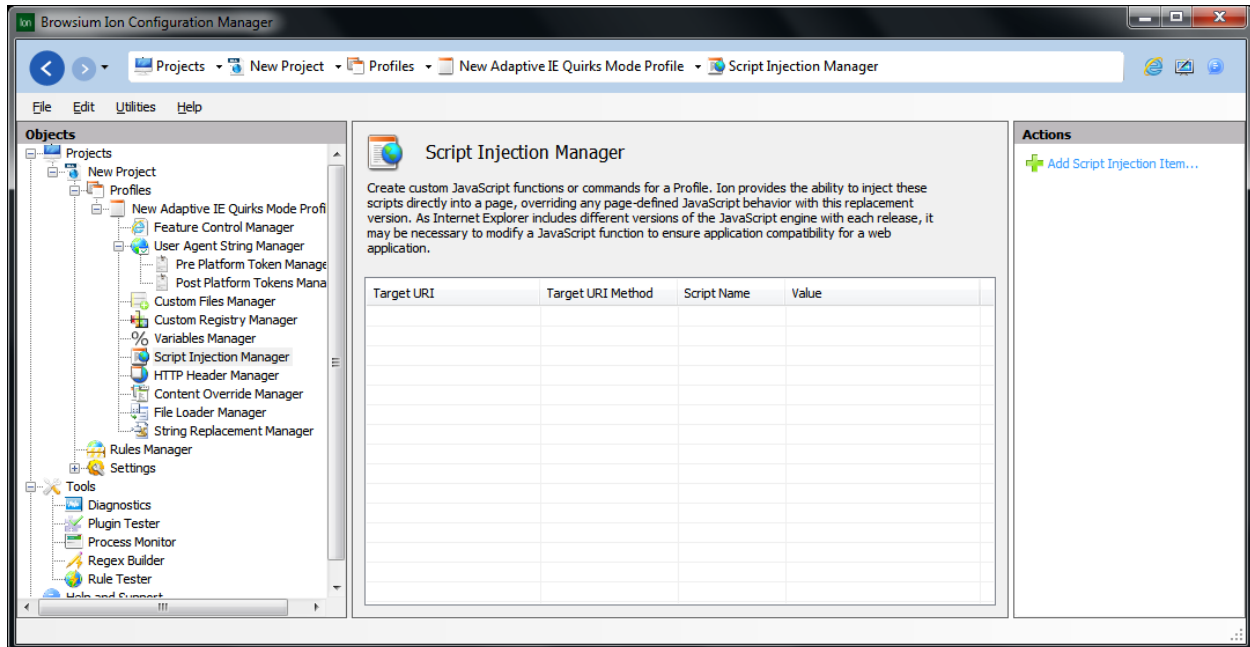 Ion Browsium Ion Configuration Manager
Projects New Project Profiles New Adaptive IE Quirks Mode Profile Script Injection Manager
File Edit Utilities Help
Objects
Projects
New Project
Profiles
New Adaptive IE Quirks Mode Profi
Feature Control Manager
User Agent String Manager
Pre Platform Token Manage
Post Platform Tokens Mana
Custom Files Manager
Custom Registry Manager
Variables Manager
Script Injection Manager
HTTP Header Manager
Content Override Manager
File Loader Manager
String Replacement Manager
Rules Manager
Settings
Tools
Diagnostics
Plugin Tester
Process Monitor
Regex Builder
Rule Tester
Help and Support
Script Injection Manager
Create custom JavaScript functions or commands for a Profile. Ion provides the ability to inject these
scripts directly into a page, overriding any page-defined JavaScript behavior with this replacement
version. As Internet Explorer includes different versions of the JavaScript engine with each release, it
may be necessary to modify a JavaScript function to ensure application compatibility for a web
application.
Target URI Target URI Method Script Name Value
Actions
Add Script Injection Item...